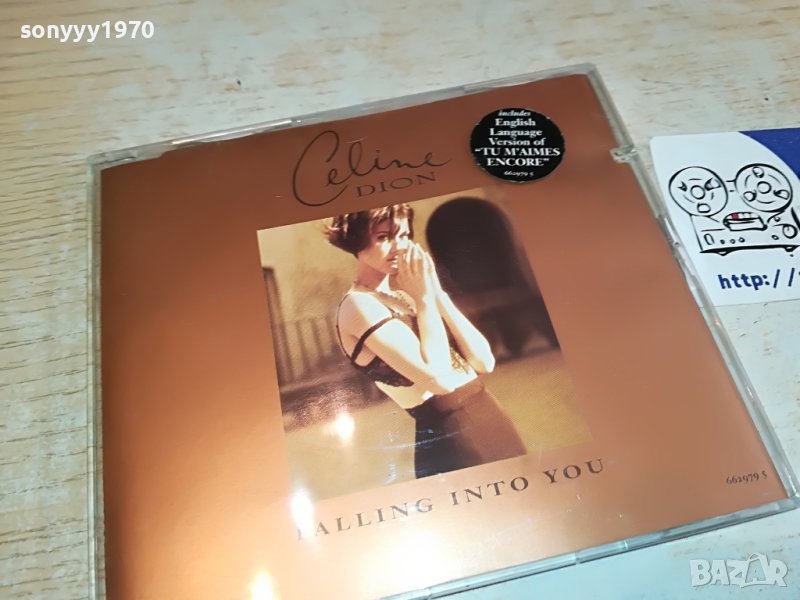 sonyyy1970
Celine
DION
includes
English
Language
Version of
"TU M'AIMES
ENCORE"
662979 5
http://
FALLING INTO YOU
662979 5
BAZAR